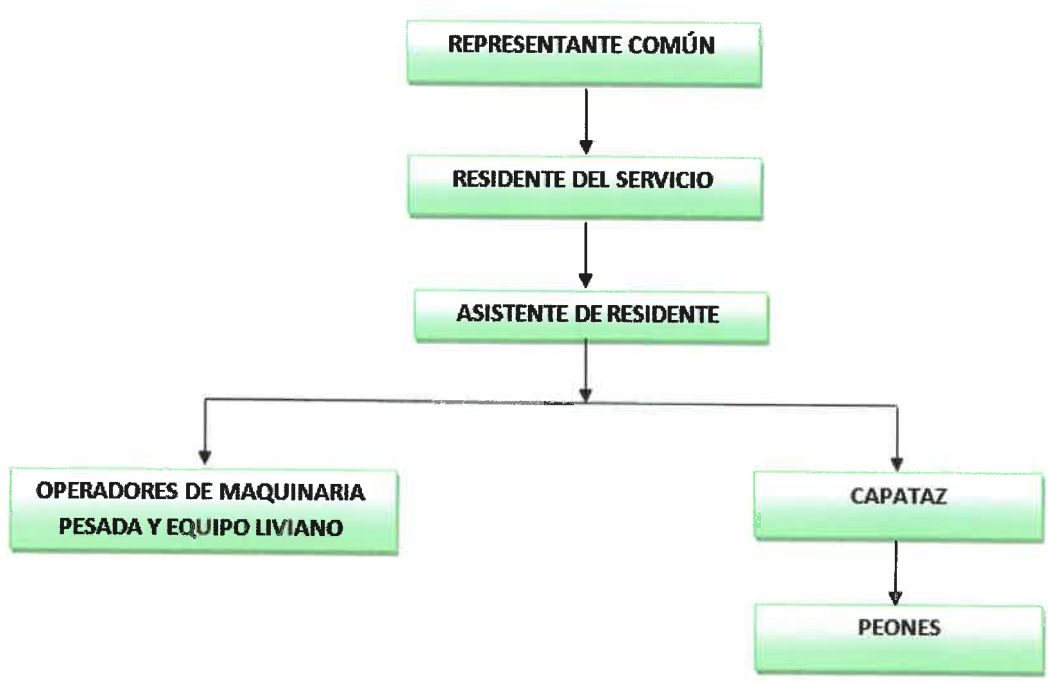 REPRESENTANTE COMÚN
RESIDENTE DEL SERVICIO
ASISTENTE DE RESIDENTE
OPERADORES DE MAQUINARIA
PESADA Y EQUIPO LIVIANO
CAPATAZ
PEONES